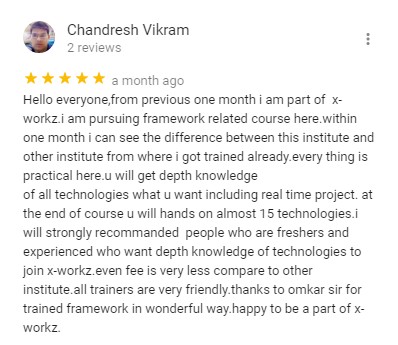 Chandresh Vikram
2 reviews
a month ago
Hello everyone,from previous one month i am part of  x-
workz.i am pursuing framework related course here.within
one month i can see the difference between this institute and
other institute from where i got trained already.every thing is
practical here.u will get depth knowledge
of all technologies what u want including real time project. at
the end of course u will hands on almost 15 technologies.i
will strongly recommanded  people who are freshers and
experienced who want depth knowledge of technologies to
join x-workz.even fee is very less compare to other
institute.all trainers are very friendly.thanks to omkar sir for
trained framework in wonderful way.happy to be a part of x-
workz.